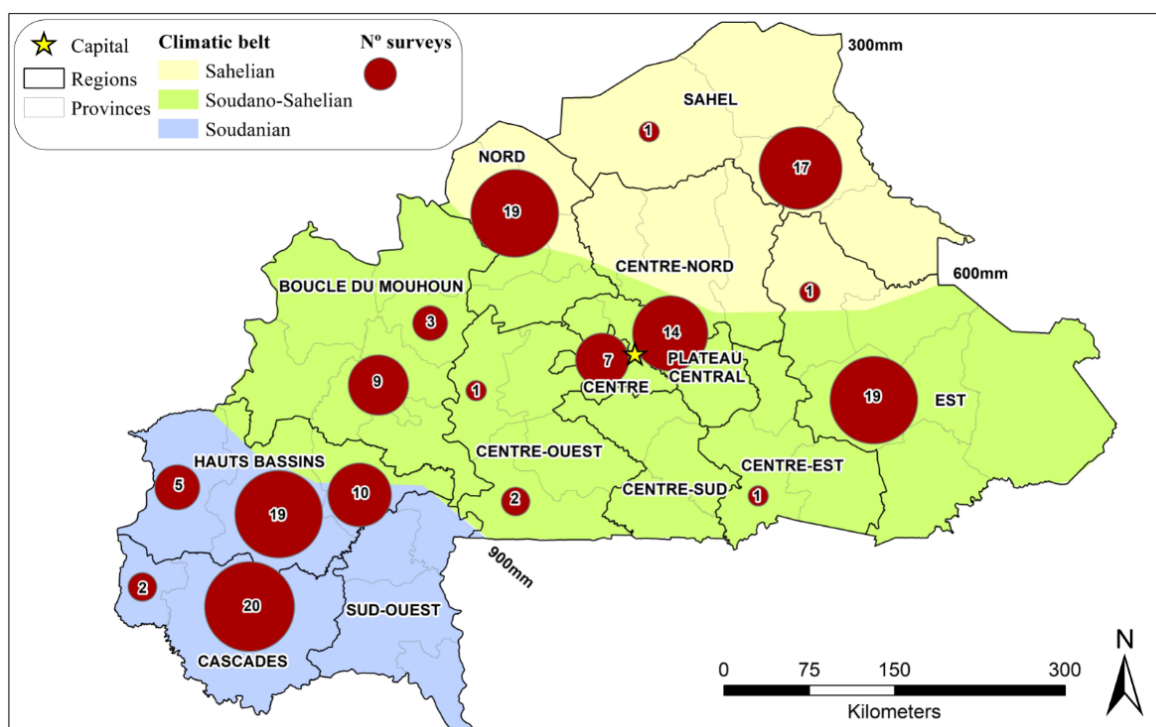 Capital
Regions
Provinces
Climatic belt
Sahelian
Soudano-Sahelian
Soudanian
Nº surveys
300mm
SAHEL
1
17
NORD
19
CENTRE-NORD
600mm
1
BOUCLE DU MOUHOUN
3
14
7
PLATEAU
CENTRAL
CENTRE
9
1
19
EST
HAUTS BASSINS
CENTRE-OUEST
CENTRE-EST
5
19
10
2
CENTRE-SUD
1
900mm
2
20
SUD-OUEST
CASCADES
N
0 75 150 300
Kilometers